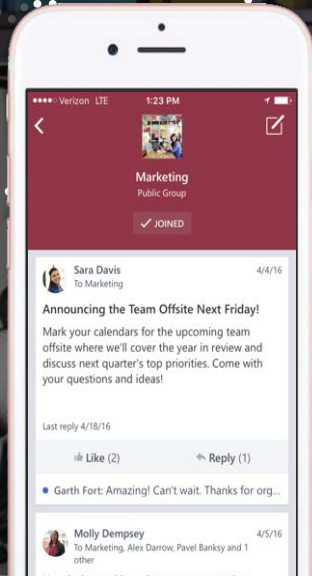 Verizon LTE 1:23 PM
Marketing
Public Group
✓ JOINED
Sara Davis 4/4/16
To Marketing
Announcing the Team Offsite Next Friday!
Mark your calendars for the upcoming team
offsite where we'll cover the year in review and
discuss next quarter's top priorities. Come with
your questions and ideas!
Last reply 4/18/16
Like (2) Reply (1)
Garth Fort: Amazing! Can't wait. Thanks for org...
Molly Dempsey 4/5/16
To Marketing, Alex Darrow, Pavel Banksy and 1
other